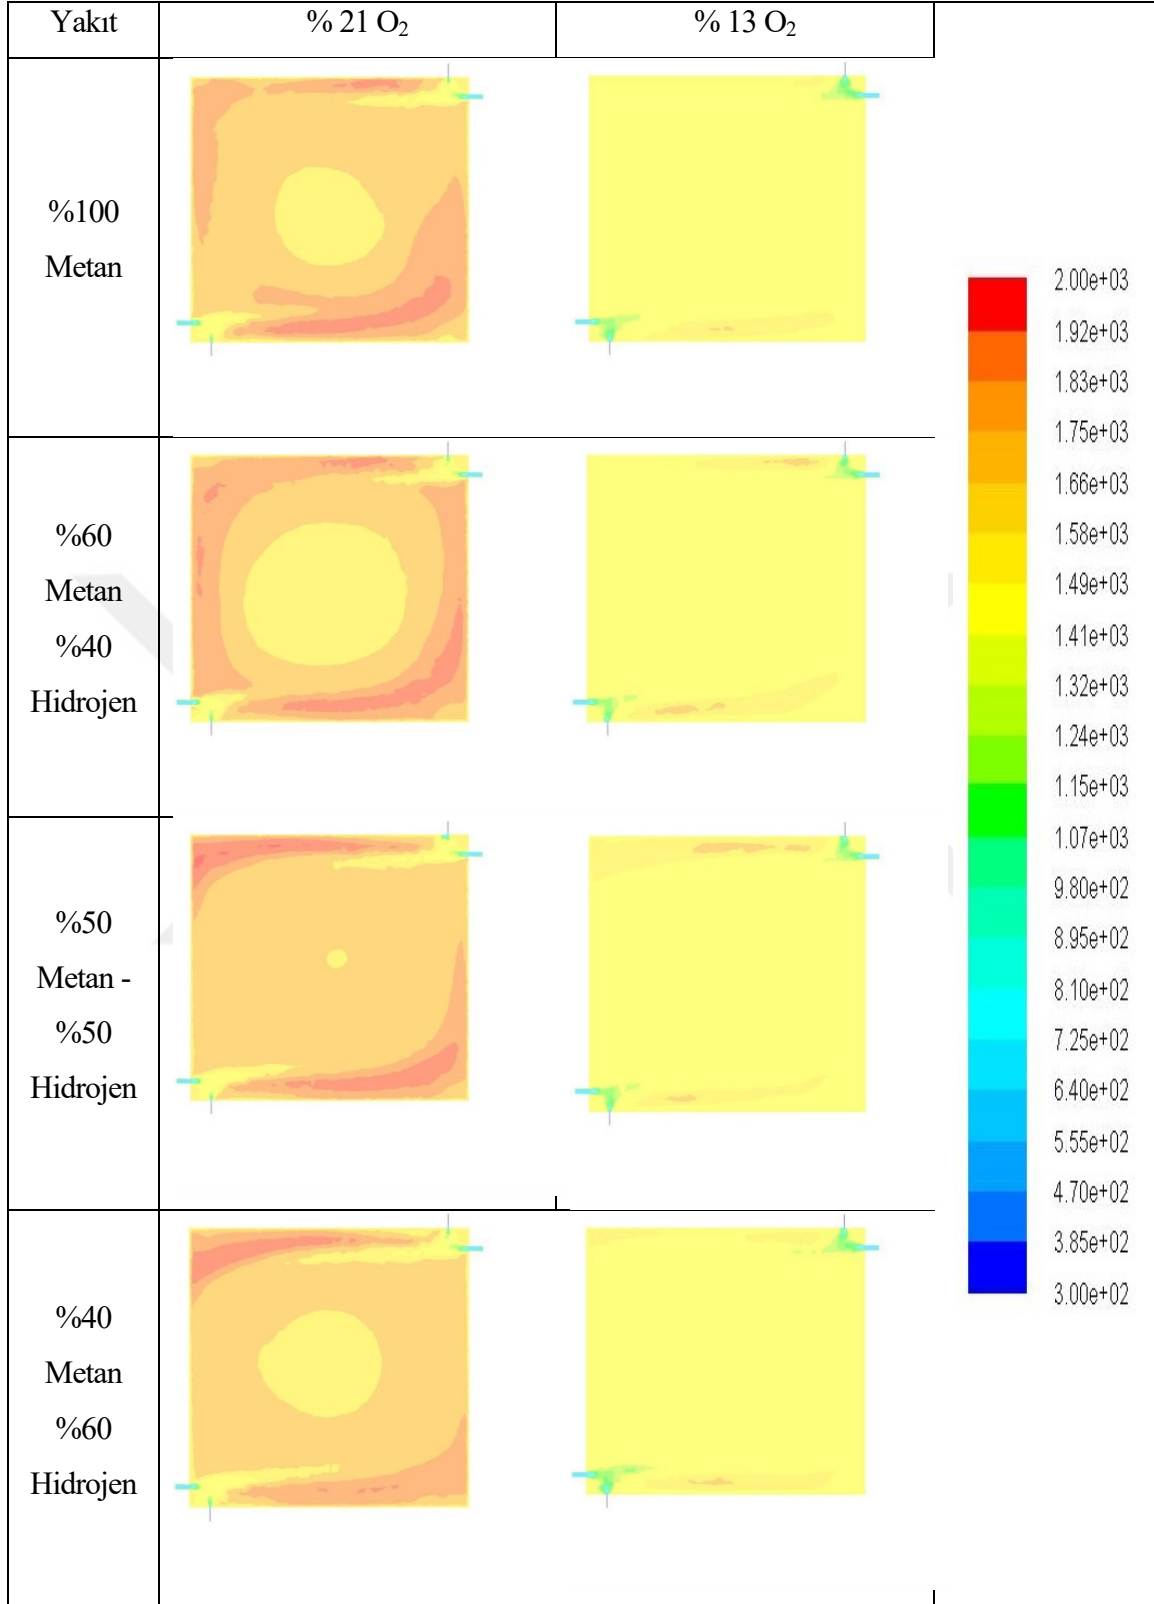 Yakıt
% 21 O₂
% 13 O₂
%100
Metan
%60
Metan
%40
Hidrojen
%50
Metan -
%50
Hidrojen
%40
Metan
%60
Hidrojen
2.00e+03
1.92e+03
1.83e+03
1.75e+03
1.66e+03
1.58e+03
1.49e+03
1.41e+03
1.32e+03
1.24e+03
1.15e+03
1.07e+03
9.80e+02
8.95e+02
8.10e+02
7.25e+02
6.40e+02
5.55e+02
4.70e+02
3.85e+02
3.00e+02